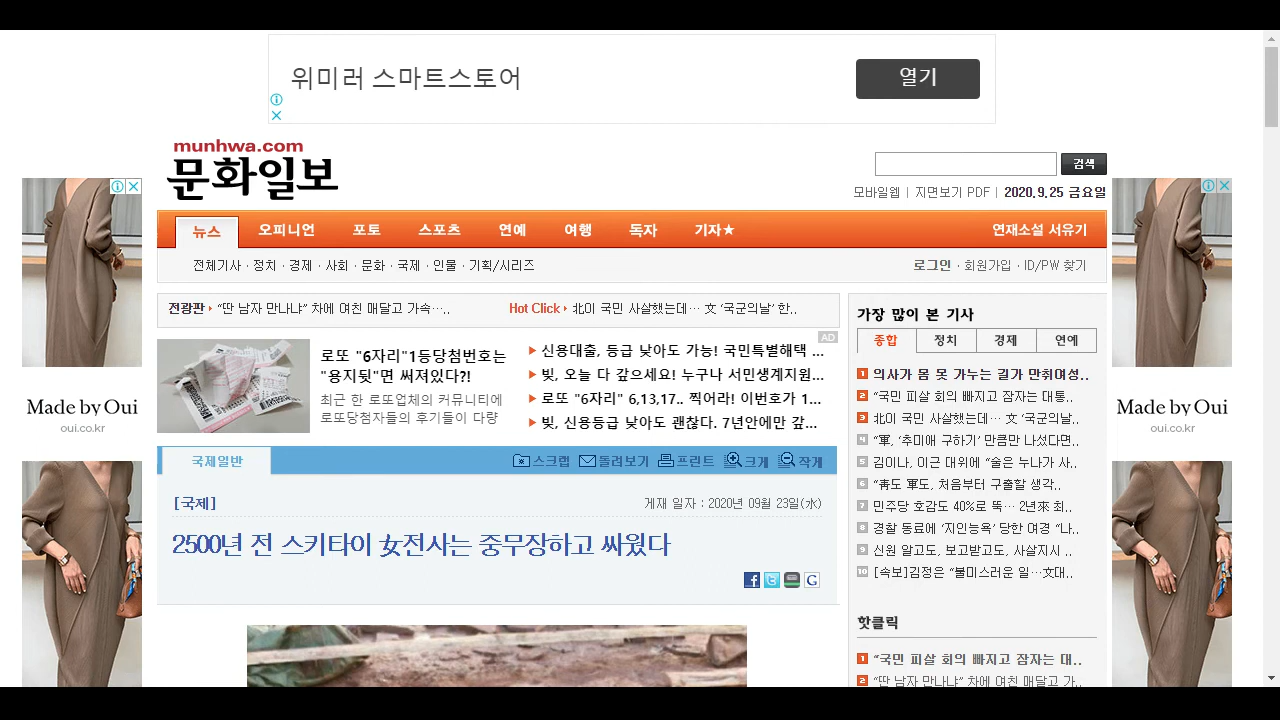 위미러 스마트스토어
열기
munhwa.com
문화일보
검색
모바일웹 | 지면보기 PDF | 2020.9.25 금요일
뉴스 오피니언 포토 스포츠 연예 여행 독자 기자★ 연재소설 서유기
전체기사 · 정치 · 경제 · 사회 · 문화 · 국제 · 인물 · 기획/시리즈
로그인 · 회원가입 · ID/PW 찾기
전광판 “딴 남자 만나냐” 차에 여친 매달고 가속…..
Hot Click 北이 국민 사살했는데… 文 ‘국군의날’ 한..
AD
로또 "6자리"1등당첨번호는
"용지뒷"면 써져있다?!
최근 한 로또업체의 커뮤니티에
로또당첨자들의 후기들이 다량
신용대출, 등급 낮아도 가능! 국민특별해택 ...
빚, 오늘 다 갚으세요! 누구나 서민생계지원...
로또 "6자리" 6,13,17.. 찍어라! 이번호가 1...
빚, 신용등급 낮아도 괜찮다. 7년안에만 갚...
국제일반
스크랩 돌려보기 프린트 크게 작게
[국제]
게재 일자 : 2020년 09월 23일(水)
2500년 전 스키타이 女전사는 중무장하고 싸웠다
가장 많이 본 기사
종합 정치 경제 연예
1 의사가 몸 못 가누는 길가 만취여성..
2 “국민 피살 회의 빠지고 잠자는 대통..
3 北이 국민 사살했는데… 文 ‘국군의날’..
4 “軍, ‘추미애 구하기’ 만큼만 나섰다면..
5 김이나, 이근 대위에 “술은 누나가 사..
6 “靑도 軍도, 처음부터 구출할 생각..
7 민주당 호감도 40%로 뚝… 2년來 최..
8 경찰 동료에 ‘지인능욕’ 당한 여경 “나..
9 신원 알고도, 보고받고도, 사살지시 ..
10 [속보]김정은 “불미스러운 일…文대..
핫클릭
1 “국민 피살 회의 빠지고 잠자는 대..
2 “딴 남자 만나냐” 차에 여친 매달고 가..
Made by Oui
oui.co.kr
Made by Oui
oui.co.kr